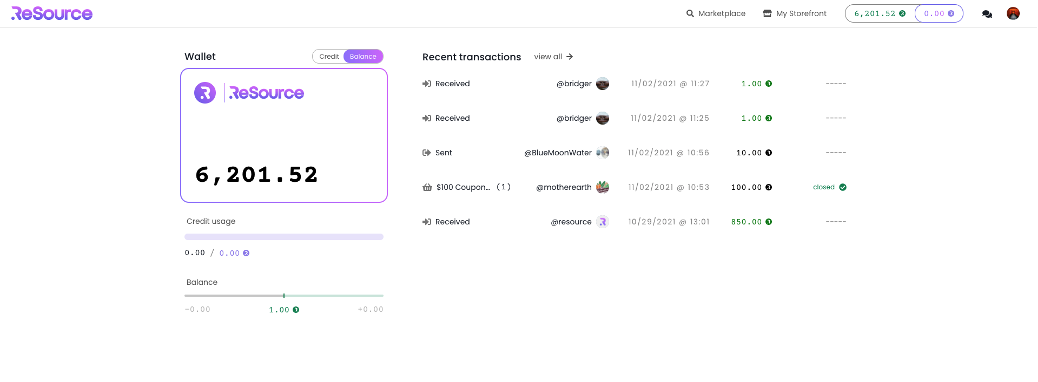 ReSource
Marketplace My Storefront 6,201.52 0.00
Wallet Credit Balance
ReSource
6,201.52
Credit usage
0.00 / 0.00
Balance
-0.00 1.00 +0.00
Recent transactions view all →
Received @bridger 11/02/2021 @ 11:27 1.00 -----
Received @bridger 11/02/2021 @ 11:25 1.00 -----
Sent @BlueMoonWater 11/02/2021 @ 10:56 10.00 -----
$100 Coupon... (1) @motherearth 11/02/2021 @ 10:53 100.00 closed
Received @resource 10/29/2021 @ 13:01 850.00 -----